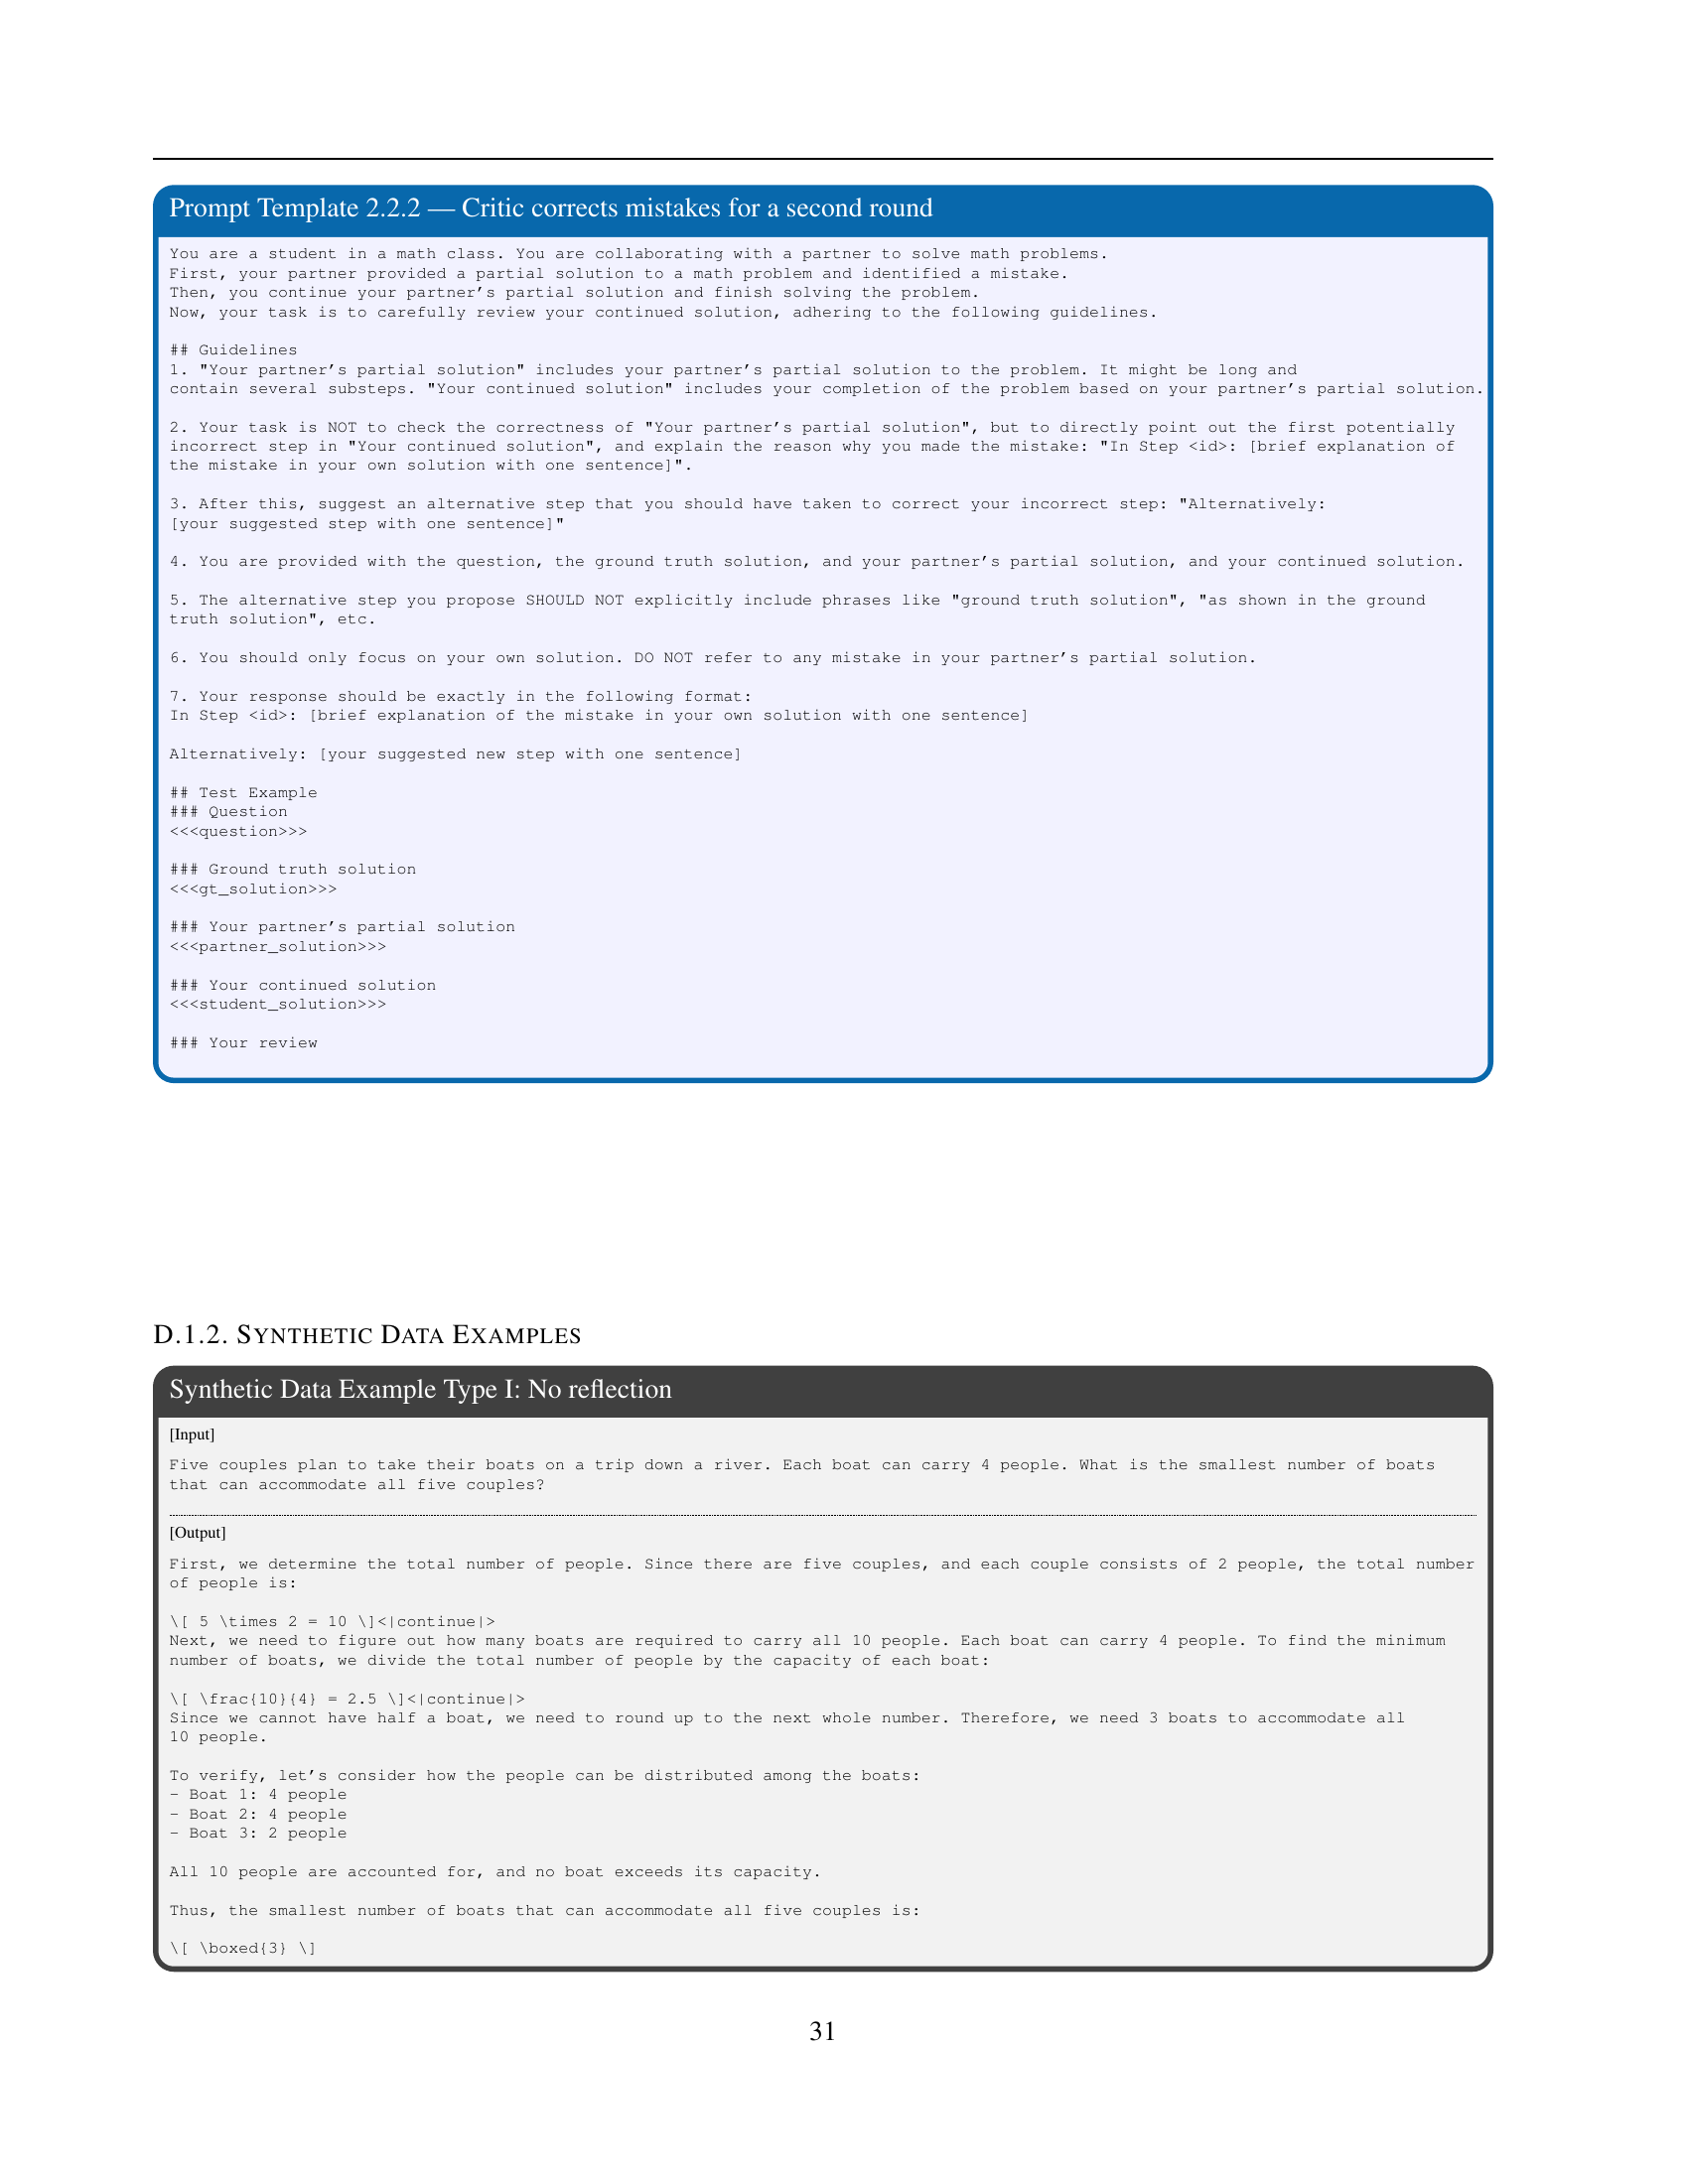 Prompt Template 2.2.2 — Critic corrects mistakes for a second round
You are a student in a math class. You are collaborating with a partner to solve math problems.
First, your partner provided a partial solution to a math problem and identified a mistake.
Then, you continue your partner's partial solution and finish solving the problem.
Now, your task is to carefully review your continued solution, adhering to the following guidelines.
## Guidelines
1. "Your partner's partial solution" includes your partner's partial solution to the problem. It might be long and
contain several substeps. "Your continued solution" includes your completion of the problem based on your partner's partial solution.
2. Your task is NOT to check the correctness of "Your partner's partial solution", but to directly point out the first potentially
incorrect step in "Your continued solution", and explain the reason why you made the mistake: "In Step <id>: [brief explanation of
the mistake in your own solution with one sentence]".
3. After this, suggest an alternative step that you should have taken to correct your incorrect step: "Alternatively:
[your suggested step with one sentence]"
4. You are provided with the question, the ground truth solution, and your partner's partial solution, and your continued solution.
5. The alternative step you propose SHOULD NOT explicitly include phrases like "ground truth solution", "as shown in the ground
truth solution", etc.
6. You should only focus on your own solution. DO NOT refer to any mistake in your partner's partial solution.
7. Your response should be exactly in the following format:
In Step <id>: [brief explanation of the mistake in your own solution with one sentence]
Alternatively: [your suggested new step with one sentence]
## Test Example
### Question
<<<question>>>
### Ground truth solution
<<<gt_solution>>>
### Your partner's partial solution
<<<partner_solution>>>
### Your continued solution
<<<student_solution>>>
### Your review
D.1.2. SYNTHETIC DATA EXAMPLES
Synthetic Data Example Type I: No reflection
[Input]
Five couples plan to take their boats on a trip down a river. Each boat can carry 4 people. What is the smallest number of boats
that can accommodate all five couples?
[Output]
First, we determine the total number of people. Since there are five couples, and each couple consists of 2 people, the total number
of people is:
\[ 5 \times 2 = 10 \]<|continue|>
Next, we need to figure out how many boats are required to carry all 10 people. Each boat can carry 4 people. To find the minimum
number of boats, we divide the total number of people by the capacity of each boat:
\[ \frac{10}{4} = 2.5 \]<|continue|>
Since we cannot have half a boat, we need to round up to the next whole number. Therefore, we need 3 boats to accommodate all
10 people.
To verify, let's consider how the people can be distributed among the boats:
- Boat 1: 4 people
- Boat 2: 4 people
- Boat 3: 2 people
All 10 people are accounted for, and no boat exceeds its capacity.
Thus, the smallest number of boats that can accommodate all five couples is:
\[ \boxed{3} \]
31